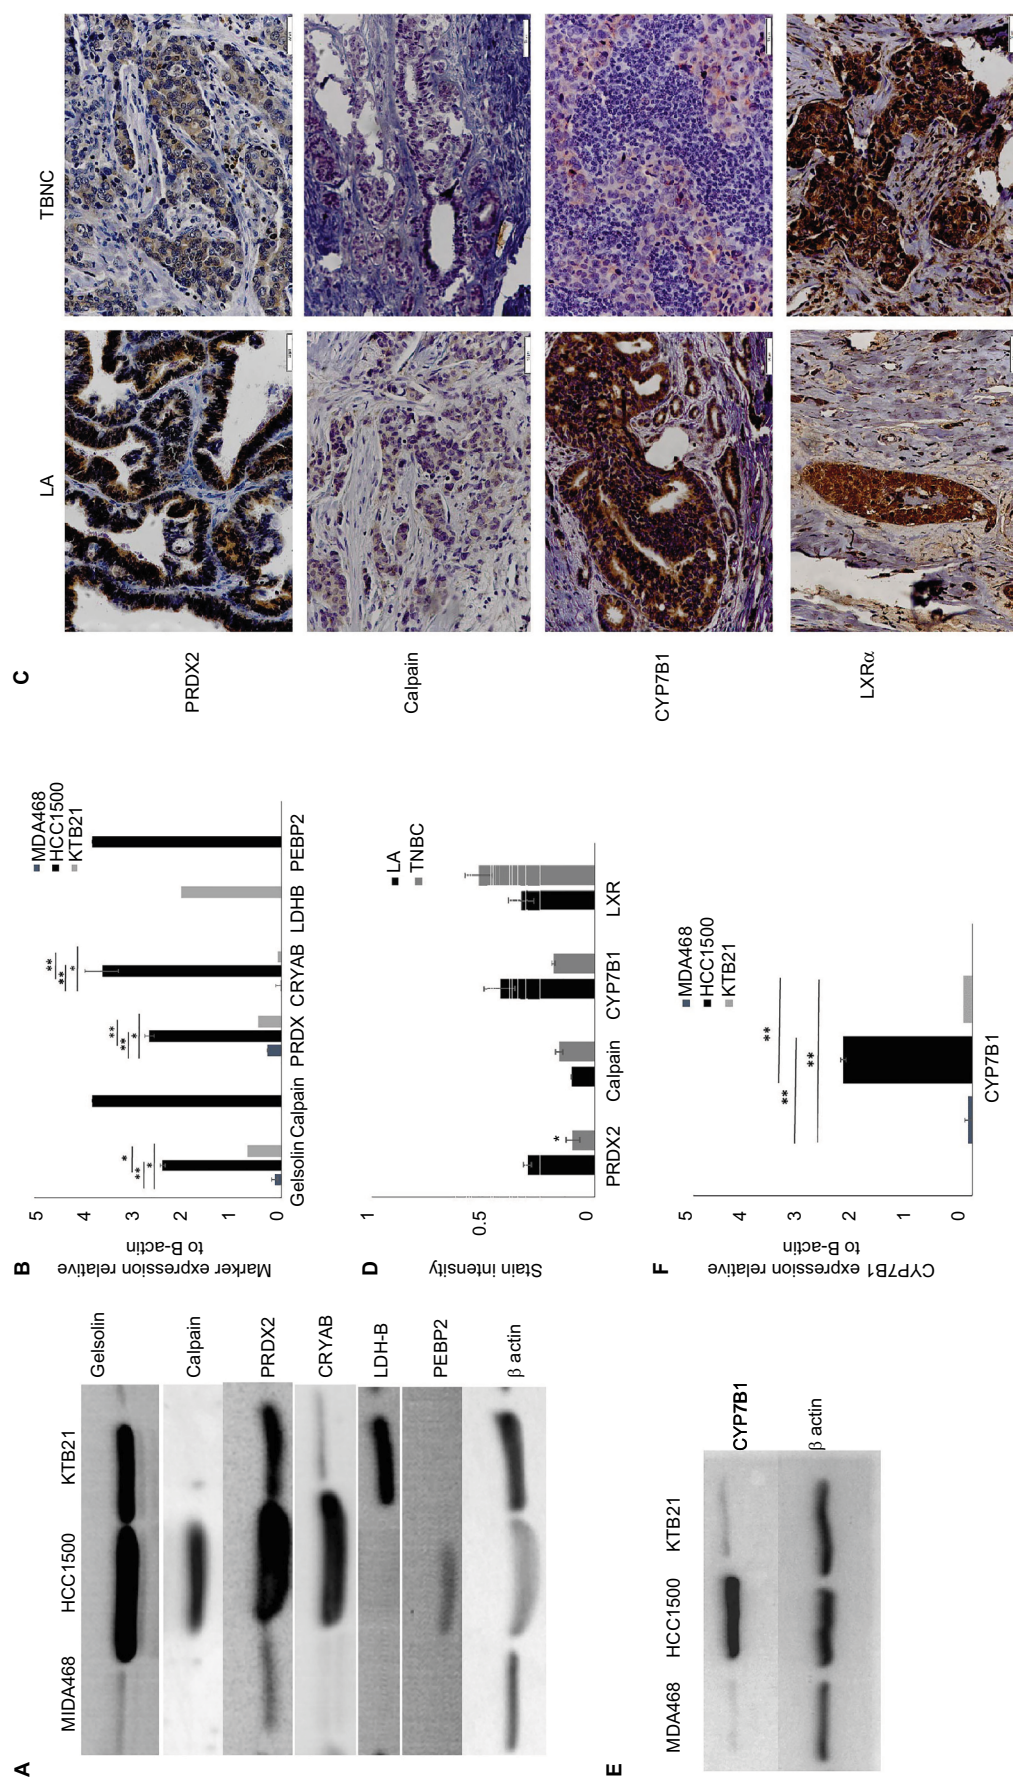 A
MIDA468
HCC1500
KTB21
Gelsolin
Calpain
PRDX2
CRYAB
LDH-B
PEBP2
β actin
B
Marker expression relative
to B-actin
5
4
3
2
1
0
MDA468
HCC1500
KTB21
*
**
*
**
**
*
**
**
*
Gelsolin Calpain PRDX CRYAB LDHB PEBP2
C
LA
TBNC
PRDX2
Calpain
CYP7B1
LXRα
D
Stain intensity
1
0.5
0
LA
TNBC
*
PRDX2 Calpain CYP7B1 LXR
E
MDA468
HCC1500
KTB21
CYP7B1
β actin
F
CYP7B1 expression relative
to B-actin
5
4
3
2
1
0
MDA468
HCC1500
KTB21
**
**
**
CYP7B1